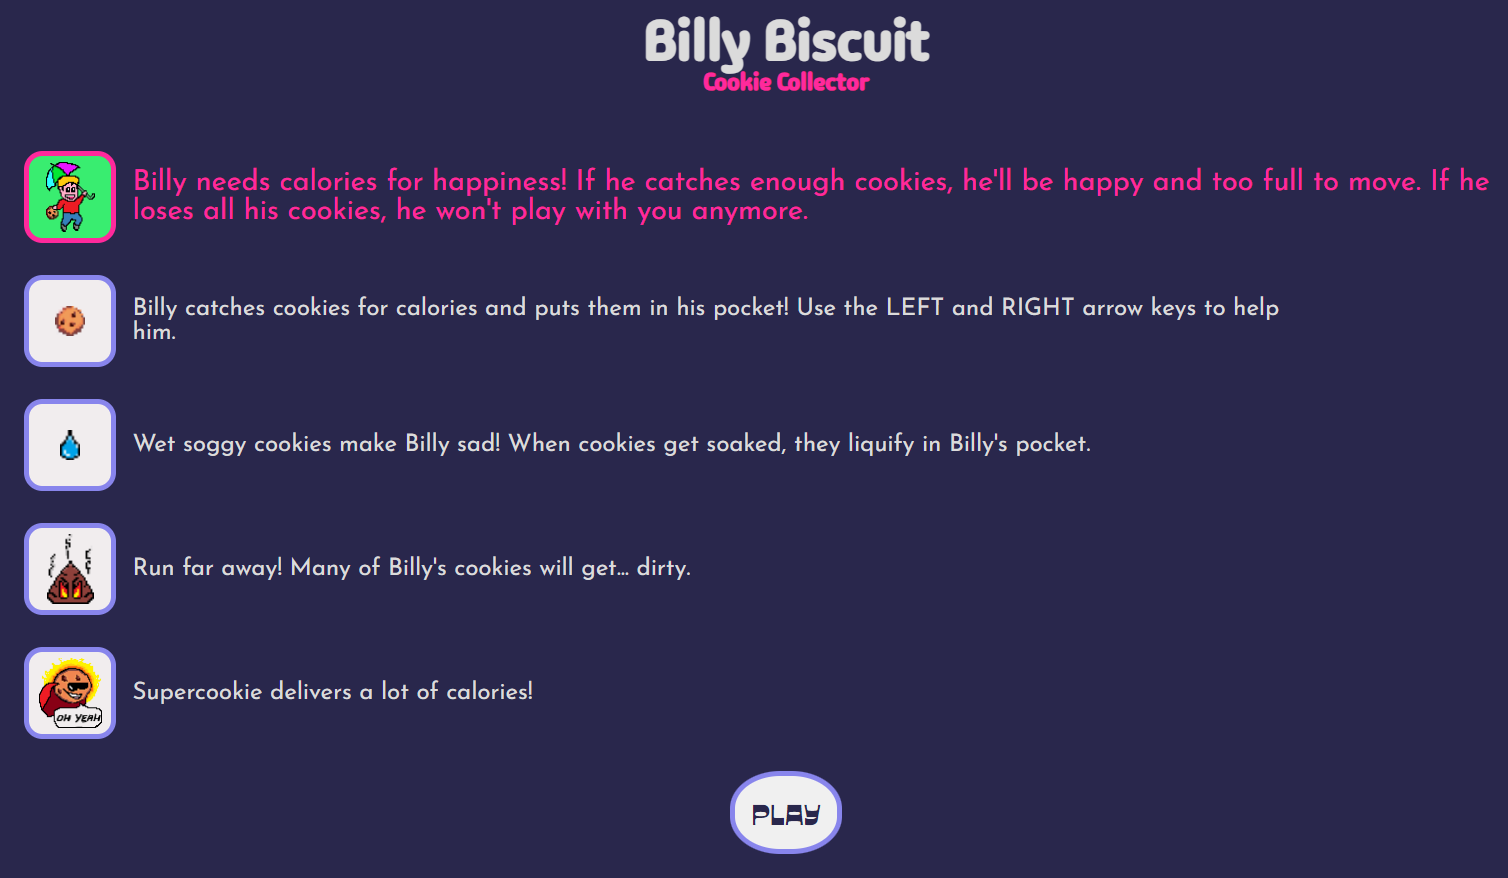 Billy Biscuit
Cookie Collector
Billy needs calories for happiness! If he catches enough cookies, he'll be happy and too full to move. If he
loses all his cookies, he won't play with you anymore.
Billy catches cookies for calories and puts them in his pocket! Use the LEFT and RIGHT arrow keys to help
him.
Wet soggy cookies make Billy sad! When cookies get soaked, they liquify in Billy's pocket.
Run far away! Many of Billy's cookies will get... dirty.
OH YEAH
Supercookie delivers a lot of calories!
PLAY